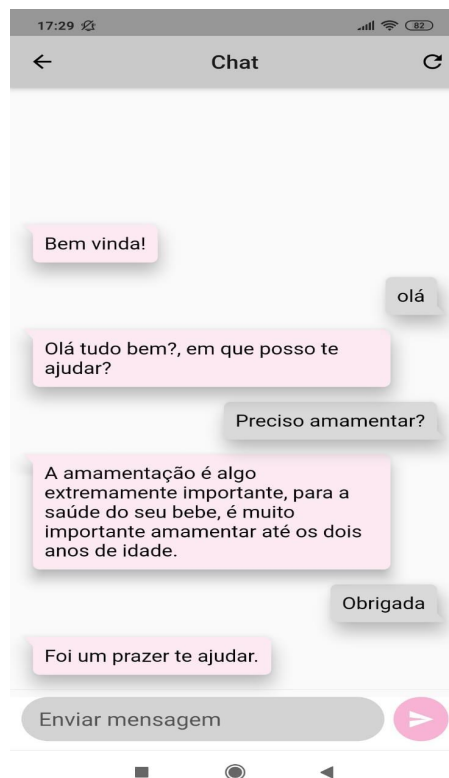 17:29 82
Chat
Bem vinda!
olá
Olá tudo bem?, em que posso te
ajudar?
Preciso amamentar?
A amamentação é algo
extremamente importante, para a
saúde do seu bebe, é muito
importante amamentar até os dois
anos de idade.
Obrigada
Foi um prazer te ajudar.
Enviar mensagem